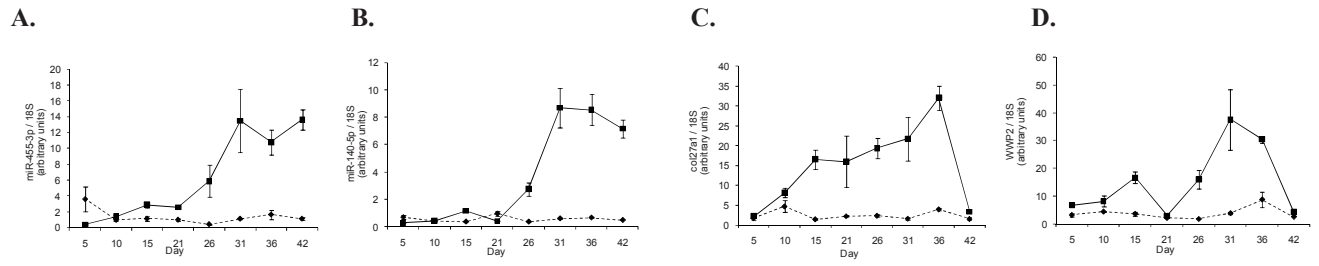 A.
B.
C.
D.
miR-455-3p / 18S
(arbitrary units)
20
18
16
14
12
10
8
6
4
2
0
5 10 15 21 26 31 36 42
Day
miR-140-5p / 18S
(arbitrary units)
12
10
8
6
4
2
0
5 10 15 21 26 31 36 42
Day
col27a1 / 18S
(arbitrary units)
40
35
30
25
20
15
10
5
0
5 10 15 21 26 31 36 42
Day
WWP2 / 18S
(arbitrary units)
60
50
40
30
20
10
0
5 10 15 21 26 31 36 42
Day